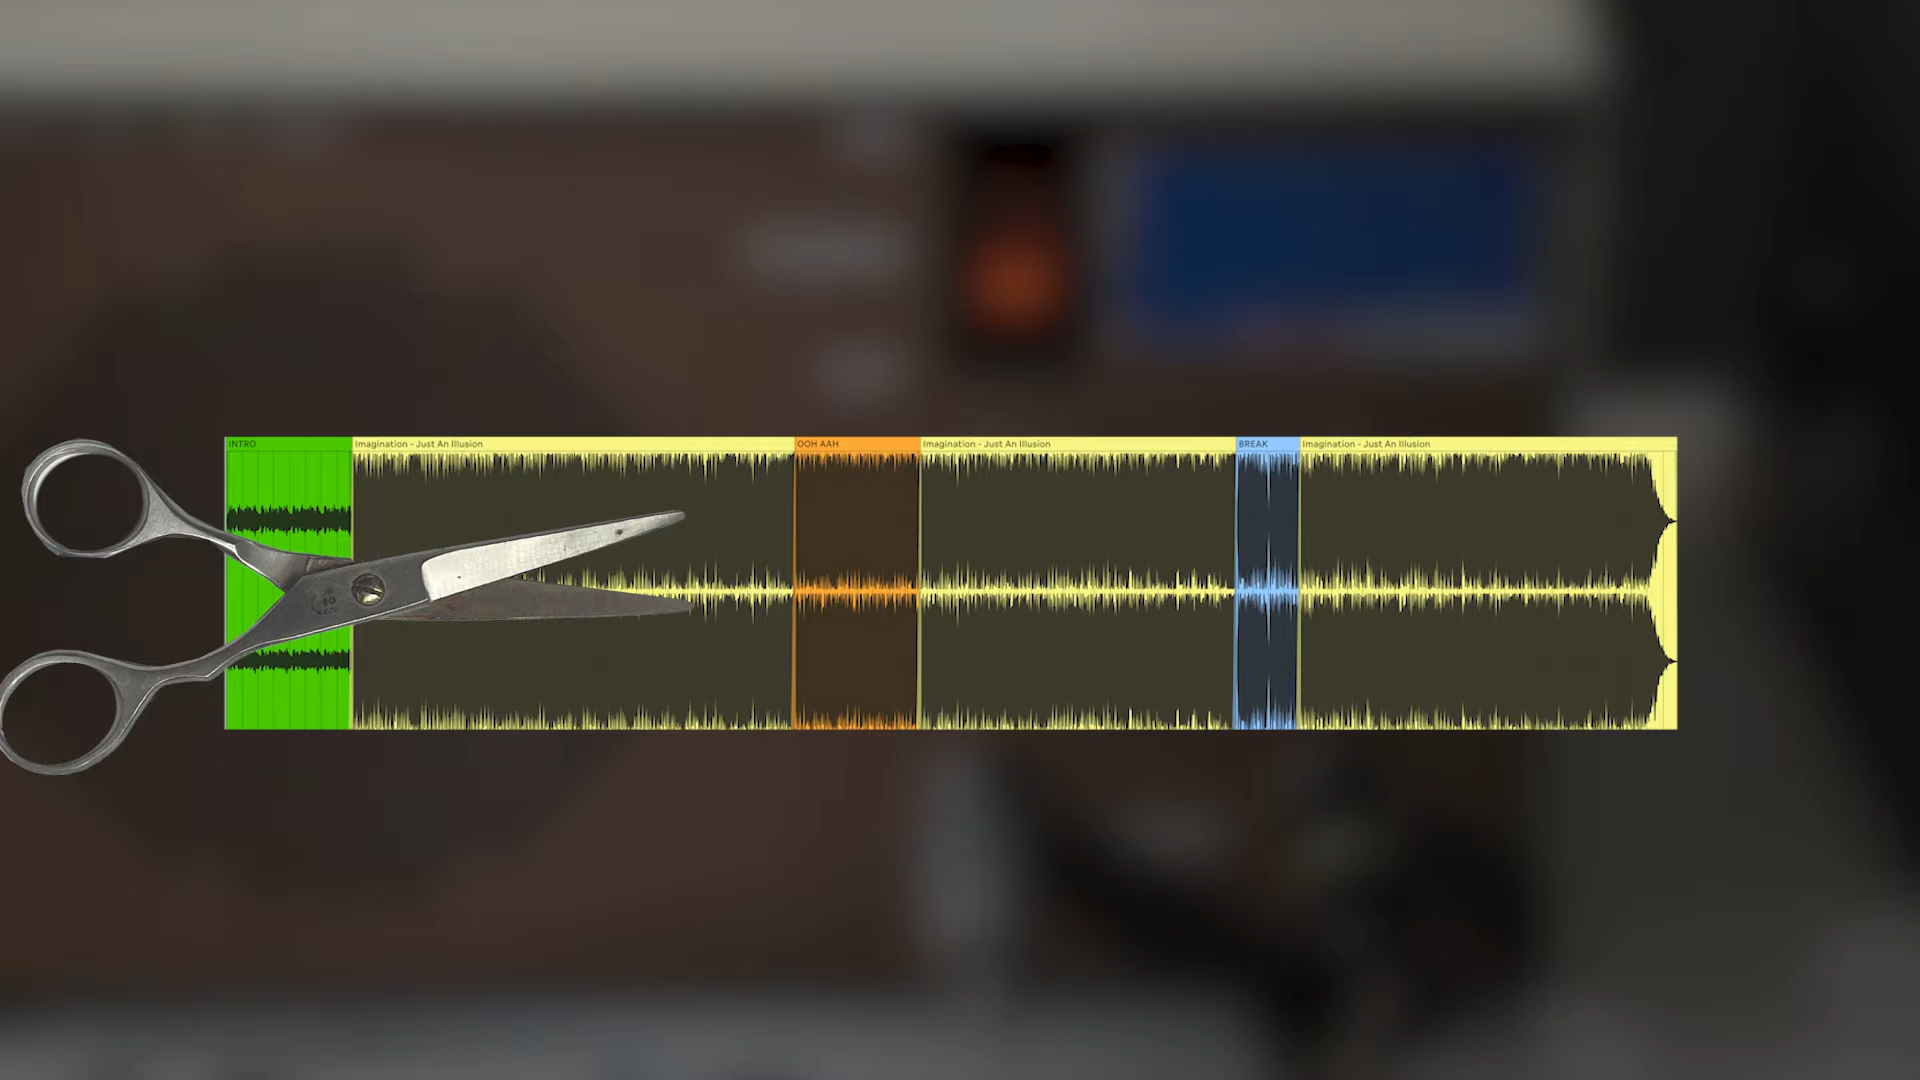 INTRO
Imagination - Just An Illusion
OOH AAH
Imagination - Just An Illusion
BREAK
Imagination - Just An Illusion